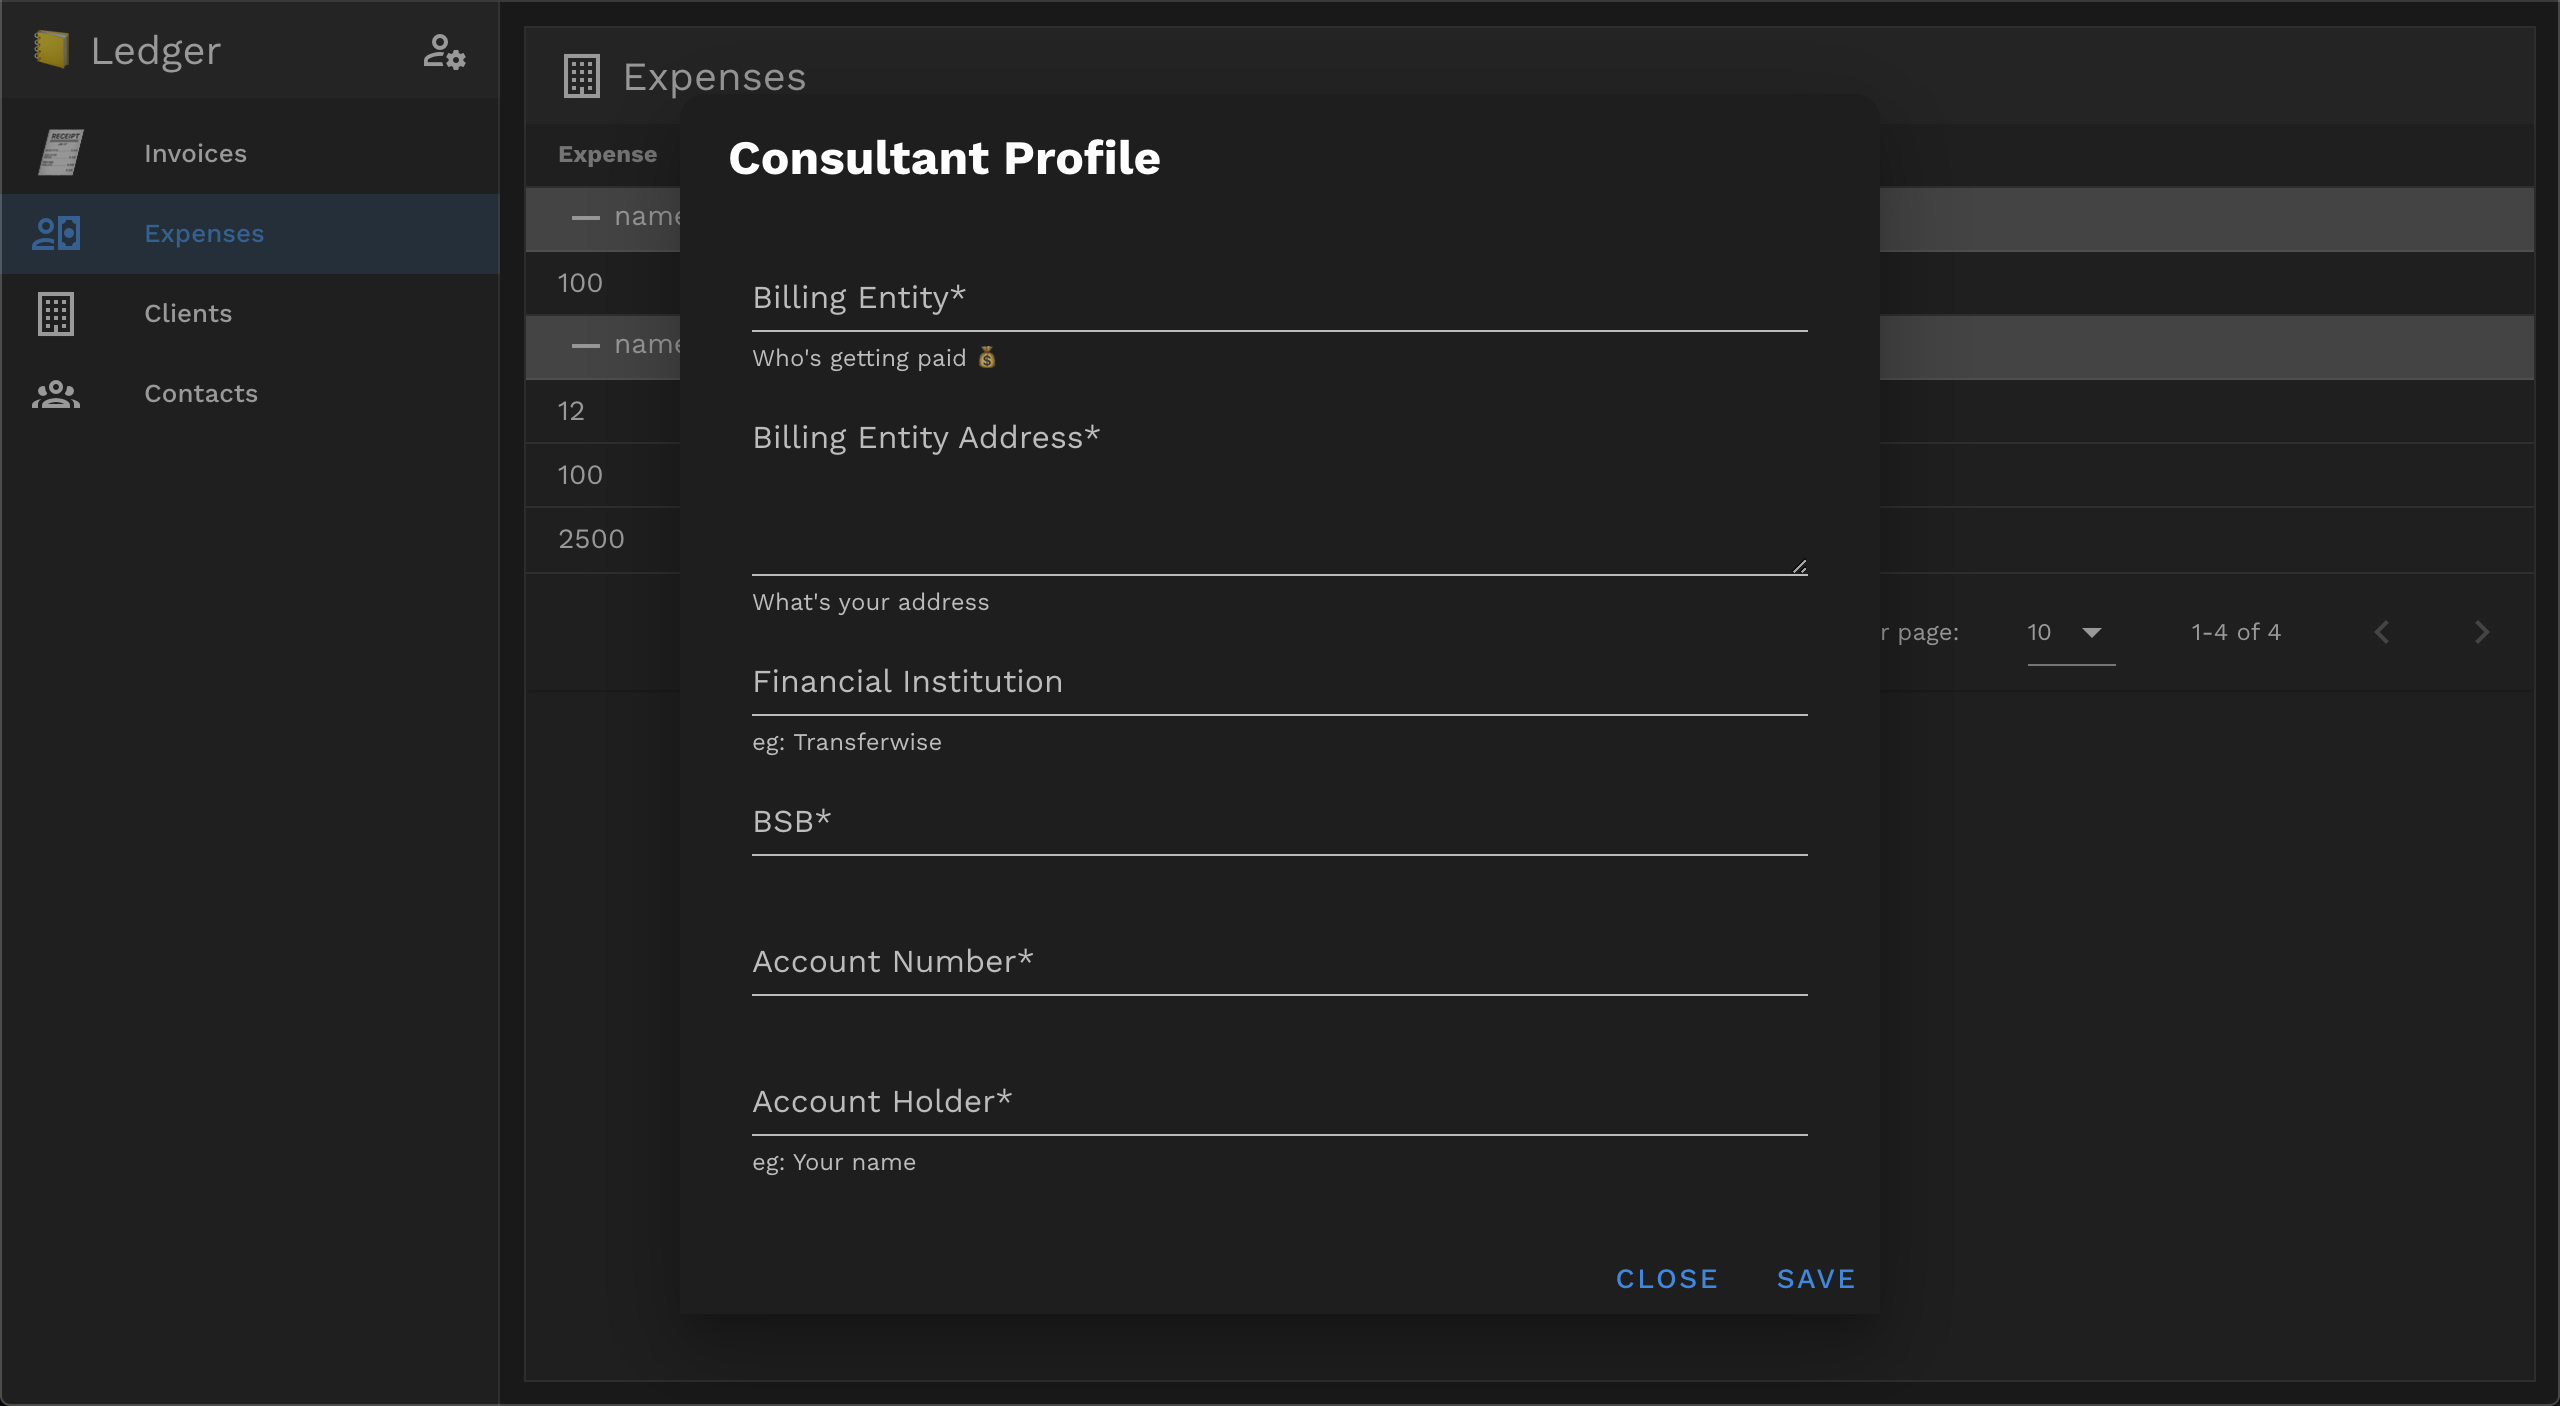 Ledger
Invoices
Expenses
Clients
Contacts
Expenses
Expense
name
100
name
12
100
2500
page:
10
1-4 of 4
Consultant Profile
Billing Entity*
Who's getting paid 💰
Billing Entity Address*
What's your address
Financial Institution
eg: Transferwise
BSB*
Account Number*
Account Holder*
eg: Your name
CLOSE SAVE